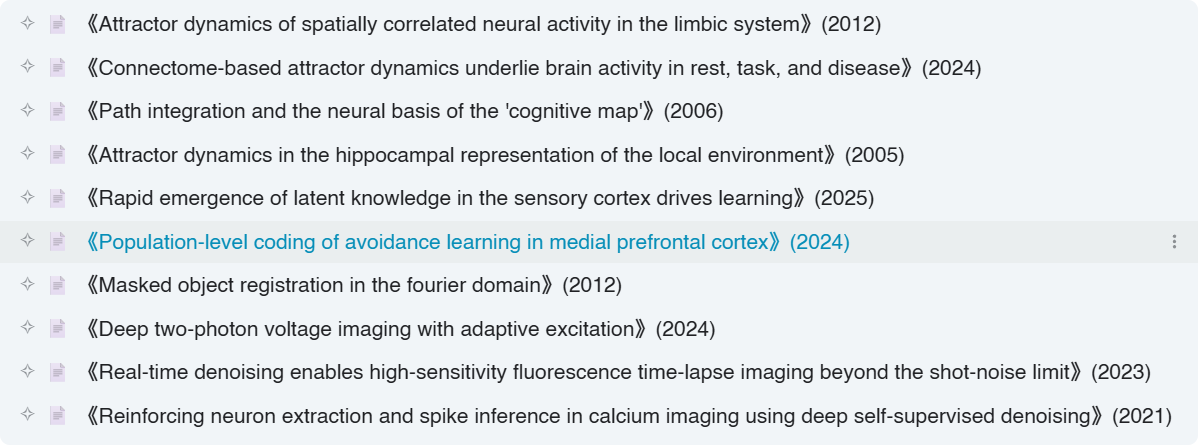 《Attractor dynamics of spatially correlated neural activity in the limbic system》(2012)
《Connectome-based attractor dynamics underlie brain activity in rest, task, and disease》(2024)
《Path integration and the neural basis of the 'cognitive map'》(2006)
《Attractor dynamics in the hippocampal representation of the local environment》(2005)
《Rapid emergence of latent knowledge in the sensory cortex drives learning》(2025)
《Population-level coding of avoidance learning in medial prefrontal cortex》(2024)
《Masked object registration in the fourier domain》(2012)
《Deep two-photon voltage imaging with adaptive excitation》(2024)
《Real-time denoising enables high-sensitivity fluorescence time-lapse imaging beyond the shot-noise limit》(2023)
《Reinforcing neuron extraction and spike inference in calcium imaging using deep self-supervised denoising》(2021)